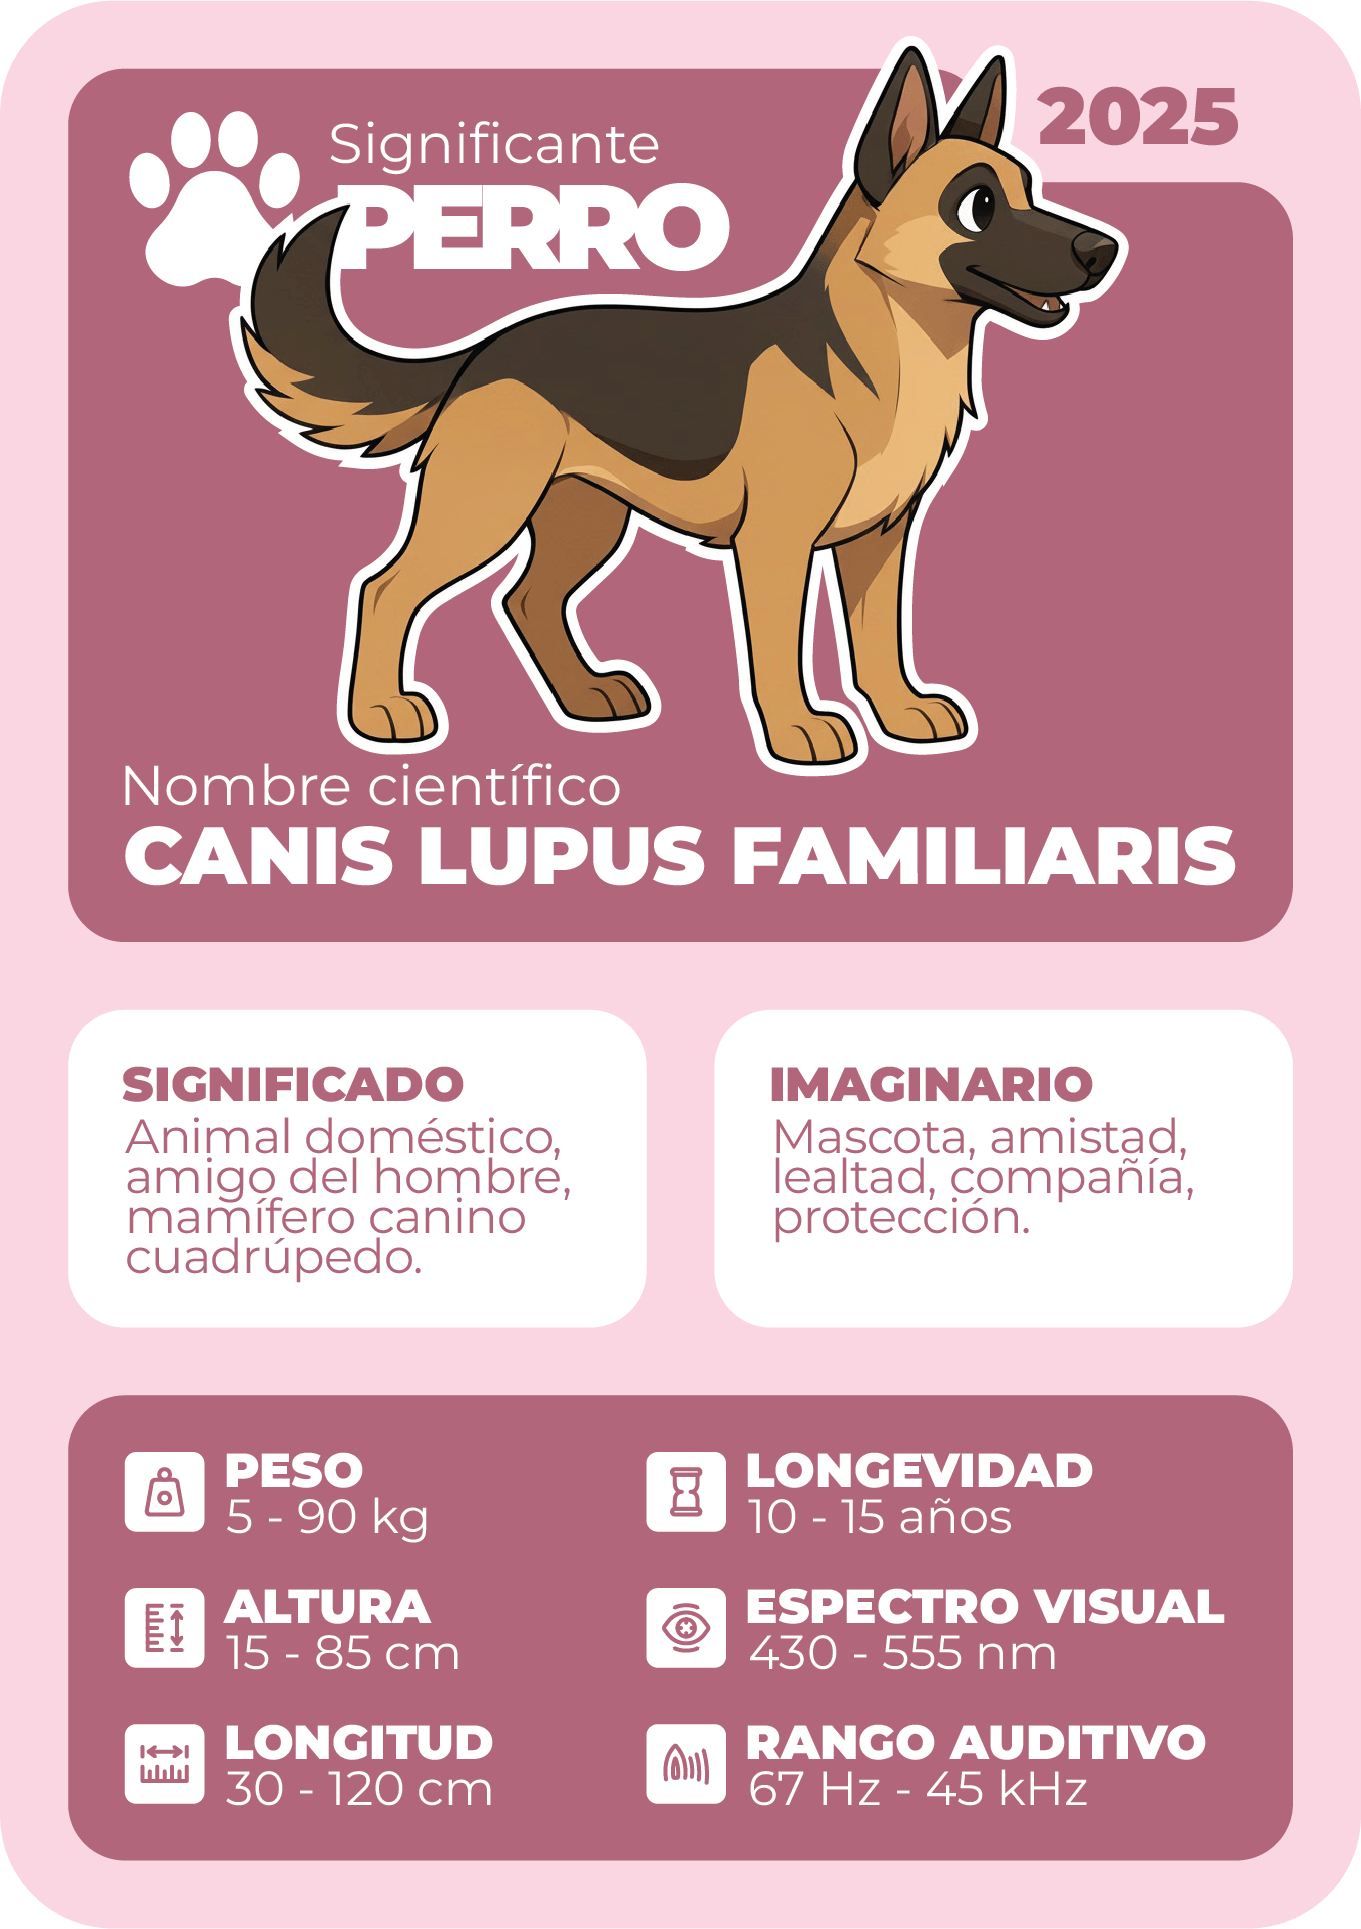 2025
Significante
PERRO
Nombre científico
CANIS LUPUS FAMILIARIS
SIGNIFICADO
Animal doméstico,
amigo del hombre,
mamífero canino
cuadrúpedo.
IMAGINARIO
Mascota, amistad,
lealtad, compañía,
protección.
PESO
5 - 90 kg
ALTURA
15 - 85 cm
LONGITUD
30 - 120 cm
LONGEVIDAD
10 - 15 años
ESPECTRO VISUAL
430 - 555 nm
RANGO AUDITIVO
67 Hz - 45 kHz